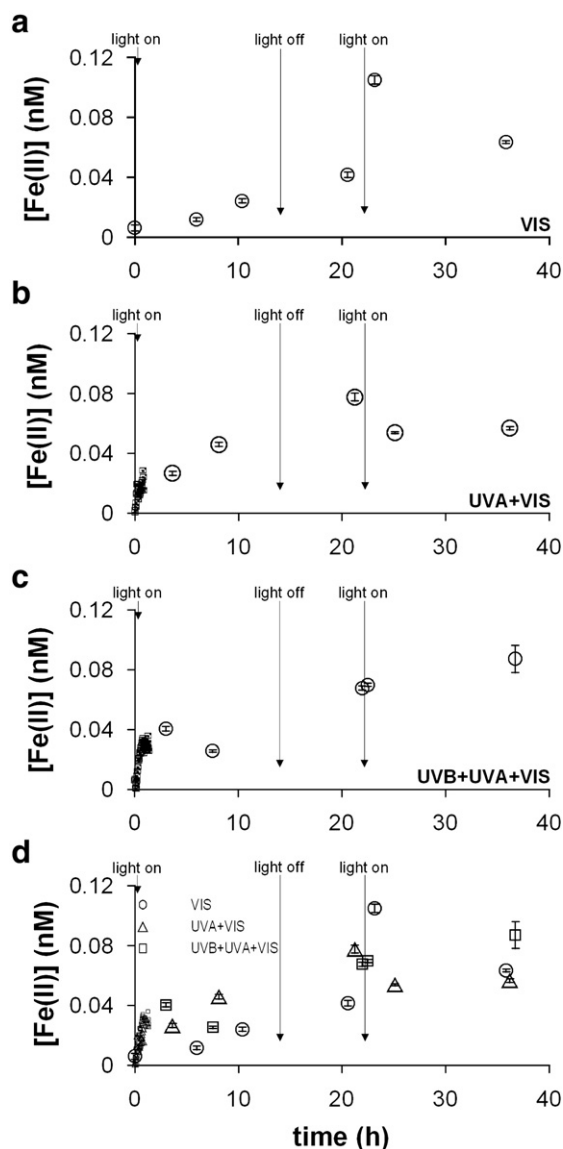 a
light on light off light on
0.12
0.08
0.04
0
[Fe(II)] (nM)
VIS
0 10 20 30 40
b
light on light off light on
0.12
0.08
0.04
0
[Fe(II)] (nM)
UVA+VIS
0 10 20 30 40
c
light on light off light on
0.12
0.08
0.04
0
[Fe(II)] (nM)
UVB+UVA+VIS
0 10 20 30 40
d
light on light off light on
0.12
0.08
0.04
0
[Fe(II)] (nM)
VIS
UVA+VIS
UVB+UVA+VIS
0 10 20 30 40
time (h)